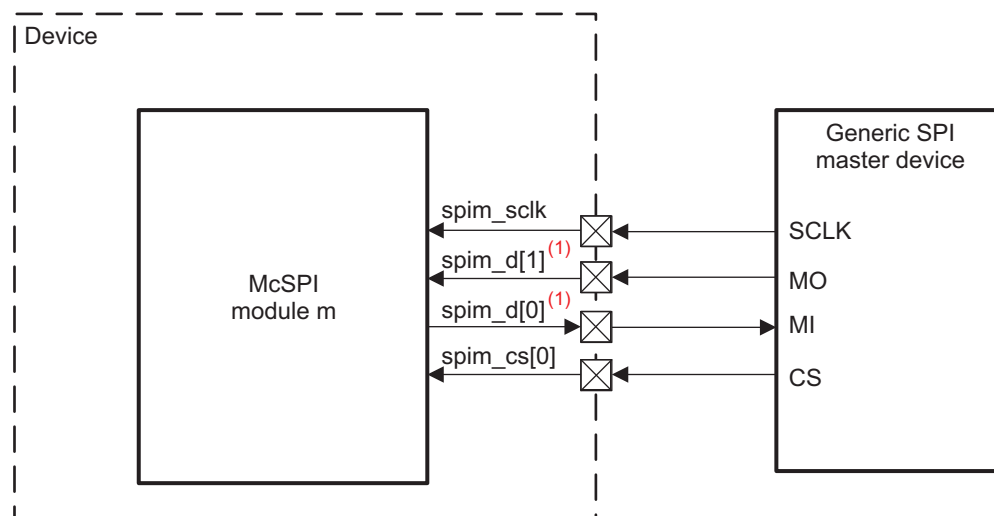 Device
Generic SPI
master device
spim_sclk
SCLK
spim_d[1](1)
MO
McSPI
module m
spim_d[0](1)
MI
spim_cs[0]
CS